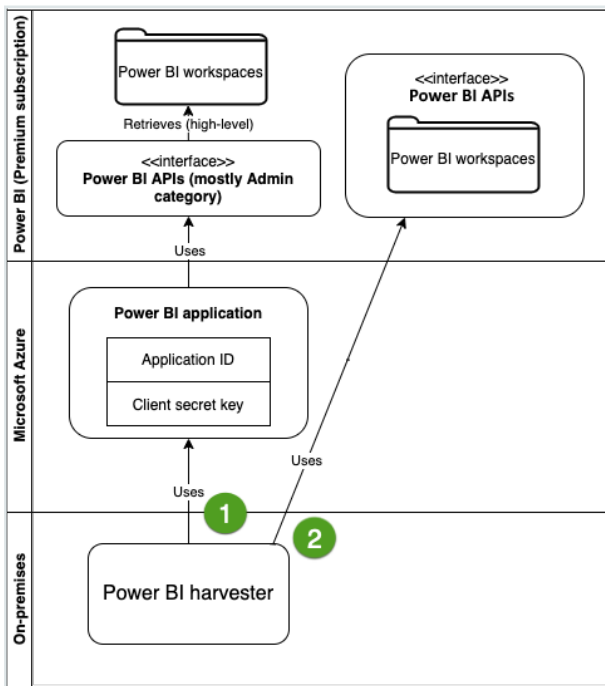 Power BI (Premium subscription)
Power BI workspaces
Retrieves (high-level)
<<interface>>
Power BI APIs (mostly Admin
category)
<<interface>>
Power BI APIs
Power BI workspaces
Uses
Microsoft Azure
Power BI application
Application ID
Client secret key
Uses
Uses
1
2
On-premises
Power BI harvester